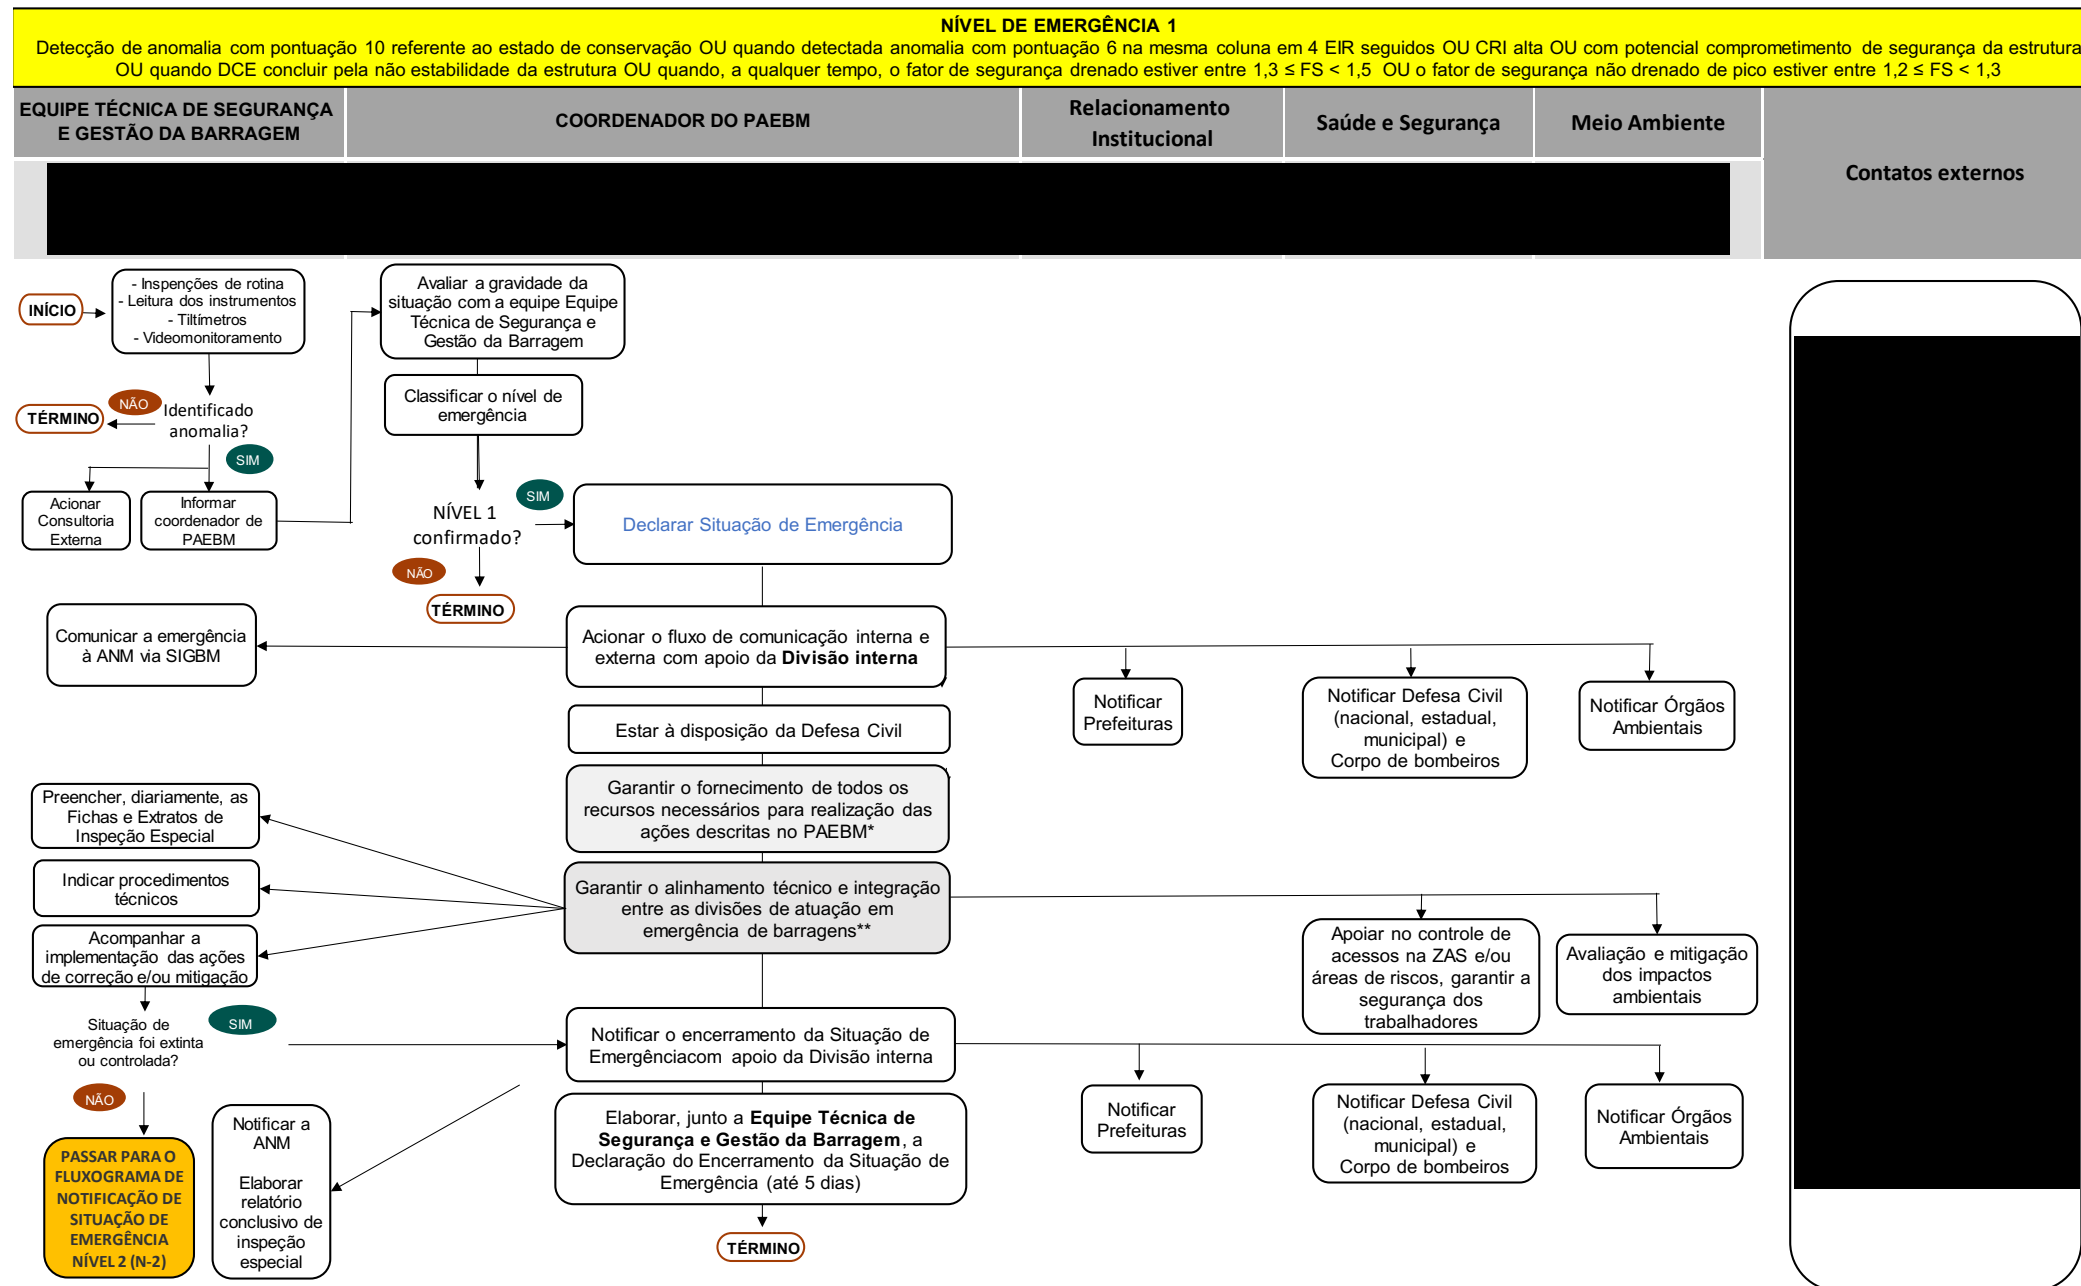 NÍVEL DE EMERGÊNCIA 1
Detecção de anomalia com pontuação 10 referente ao estado de conservação OU quando detectada anomalia com pontuação 6 na mesma coluna em 4 EIR seguidos OU CRI alta OU com potencial comprometimento de segurança da estrutura
OU quando DCE concluir pela não estabilidade da estrutura OU quando, a qualquer tempo, o fator de segurança drenado estiver entre 1,3 ≤ FS < 1,5 OU o fator de segurança não drenado de pico estiver entre 1,2 ≤ FS < 1,3
EQUIPE TÉCNICA DE SEGURANÇA
E GESTÃO DA BARRAGEM
COORDENADOR DO PAEBM
Relacionamento
Institucional
Saúde e Segurança
Meio Ambiente
Contatos externos
INÍCIO
- Inspenções de rotina
- Leitura dos instrumentos
- Tiltímetros
- Videomonitoramento
Avaliar a gravidade da
situação com a equipe Equipe
Técnica de Segurança e
Gestão da Barragem
Classificar o nível de
emergência
TÉRMINO
NÃO
Identificado
anomalia?
SIM
Acionar
Consultoria
Externa
Informar
coordenador de
PAEBM
NÍVEL 1
confirmado?
SIM
Declarar Situação de Emergência
NÃO
TÉRMINO
Comunicar a emergência
à ANM via SIGBM
Acionar o fluxo de comunicação interna e
externa com apoio da Divisão interna
Notificar
Prefeituras
Notificar Defesa Civil
(nacional, estadual,
municipal) e
Corpo de bombeiros
Notificar Órgãos
Ambientais
Estar à disposição da Defesa Civil
Garantir o fornecimento de todos os
recursos necessários para realização das
ações descritas no PAEBM*
Preencher, diariamente, as
Fichas e Extratos de
Inspeção Especial
Indicar procedimentos
técnicos
Acompanhar a
implementação das ações
de correção e/ou mitigação
Garantir o alinhamento técnico e integração
entre as divisões de atuação em
emergência de barragens**
Apoiar no controle de
acessos na ZAS e/ou
áreas de riscos, garantir a
segurança dos
trabalhadores
Avaliação e mitigação
dos impactos
ambientais
Situação de
emergência foi extinta
ou controlada?
SIM
Notificar o encerramento da Situação de
Emergênciacom apoio da Divisão interna
NÃO
PASSAR PARA O
FLUXOGRAMA DE
NOTIFICAÇÃO DE
SITUAÇÃO DE
EMERGÊNCIA
NÍVEL 2 (N-2)
Notificar a
ANM
Elaborar
relatório
conclusivo de
inspeção
especial
Elaborar, junto a Equipe Técnica de
Segurança e Gestão da Barragem, a
Declaração do Encerramento da Situação de
Emergência (até 5 dias)
Notificar
Prefeituras
Notificar Defesa Civil
(nacional, estadual,
municipal) e
Corpo de bombeiros
Notificar Órgãos
Ambientais
TÉRMINO